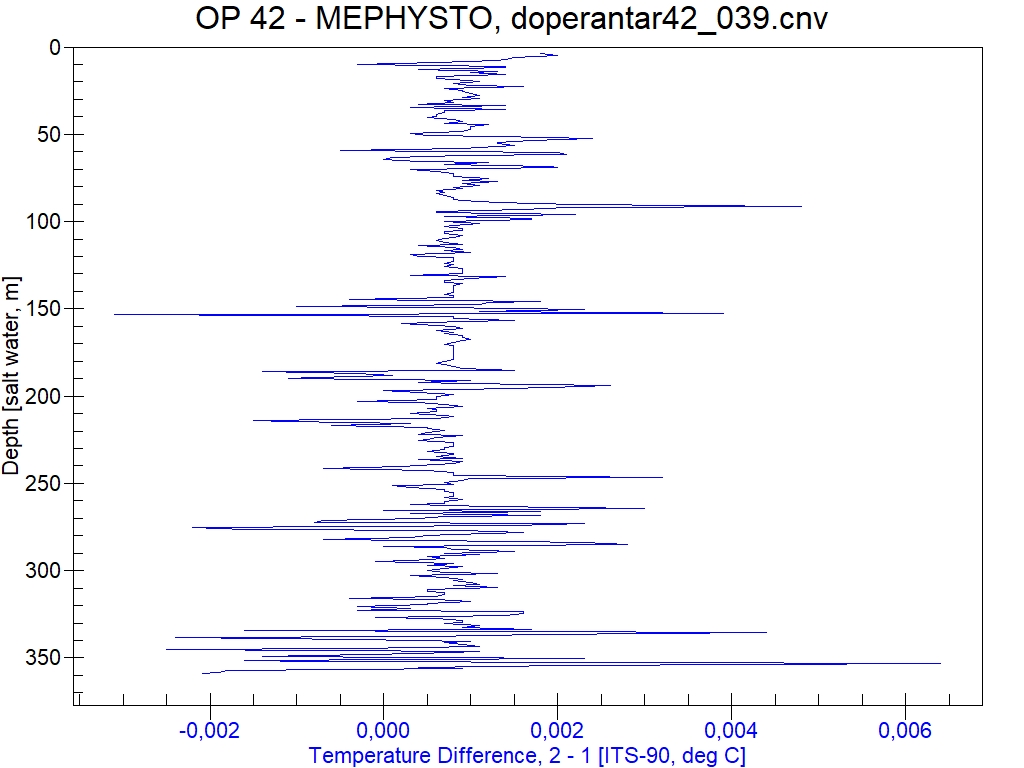 OP 42 - MEPHYSTO, doperantar42_039.cnv
0
50
100
150
200
250
300
350
Depth [salt water, m]
-0,002 0,000 0,002 0,004 0,006
Temperature Difference, 2 - 1 [ITS-90, deg C]